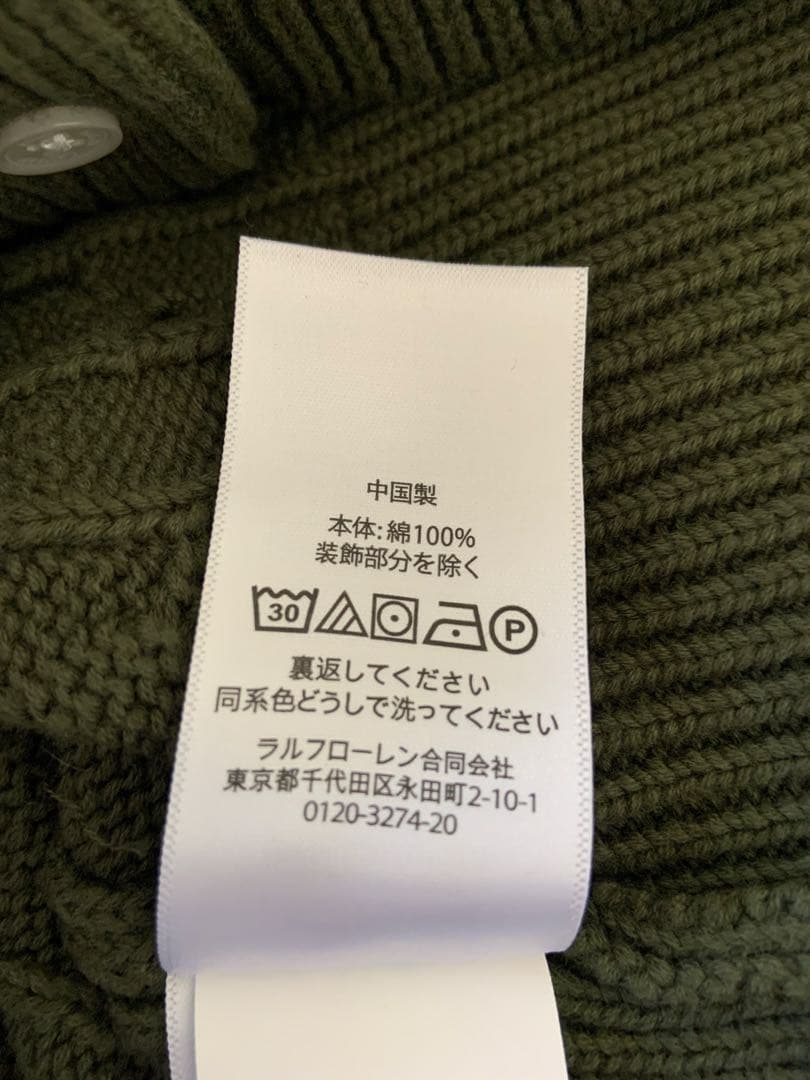 中国製
本体:綿100%
装飾部分を除く
30 P
裏返してください
同系色どうしで洗ってください
ラルフローレン合同会社
東京都千代田区永田町2-10-1
0120-3274-20